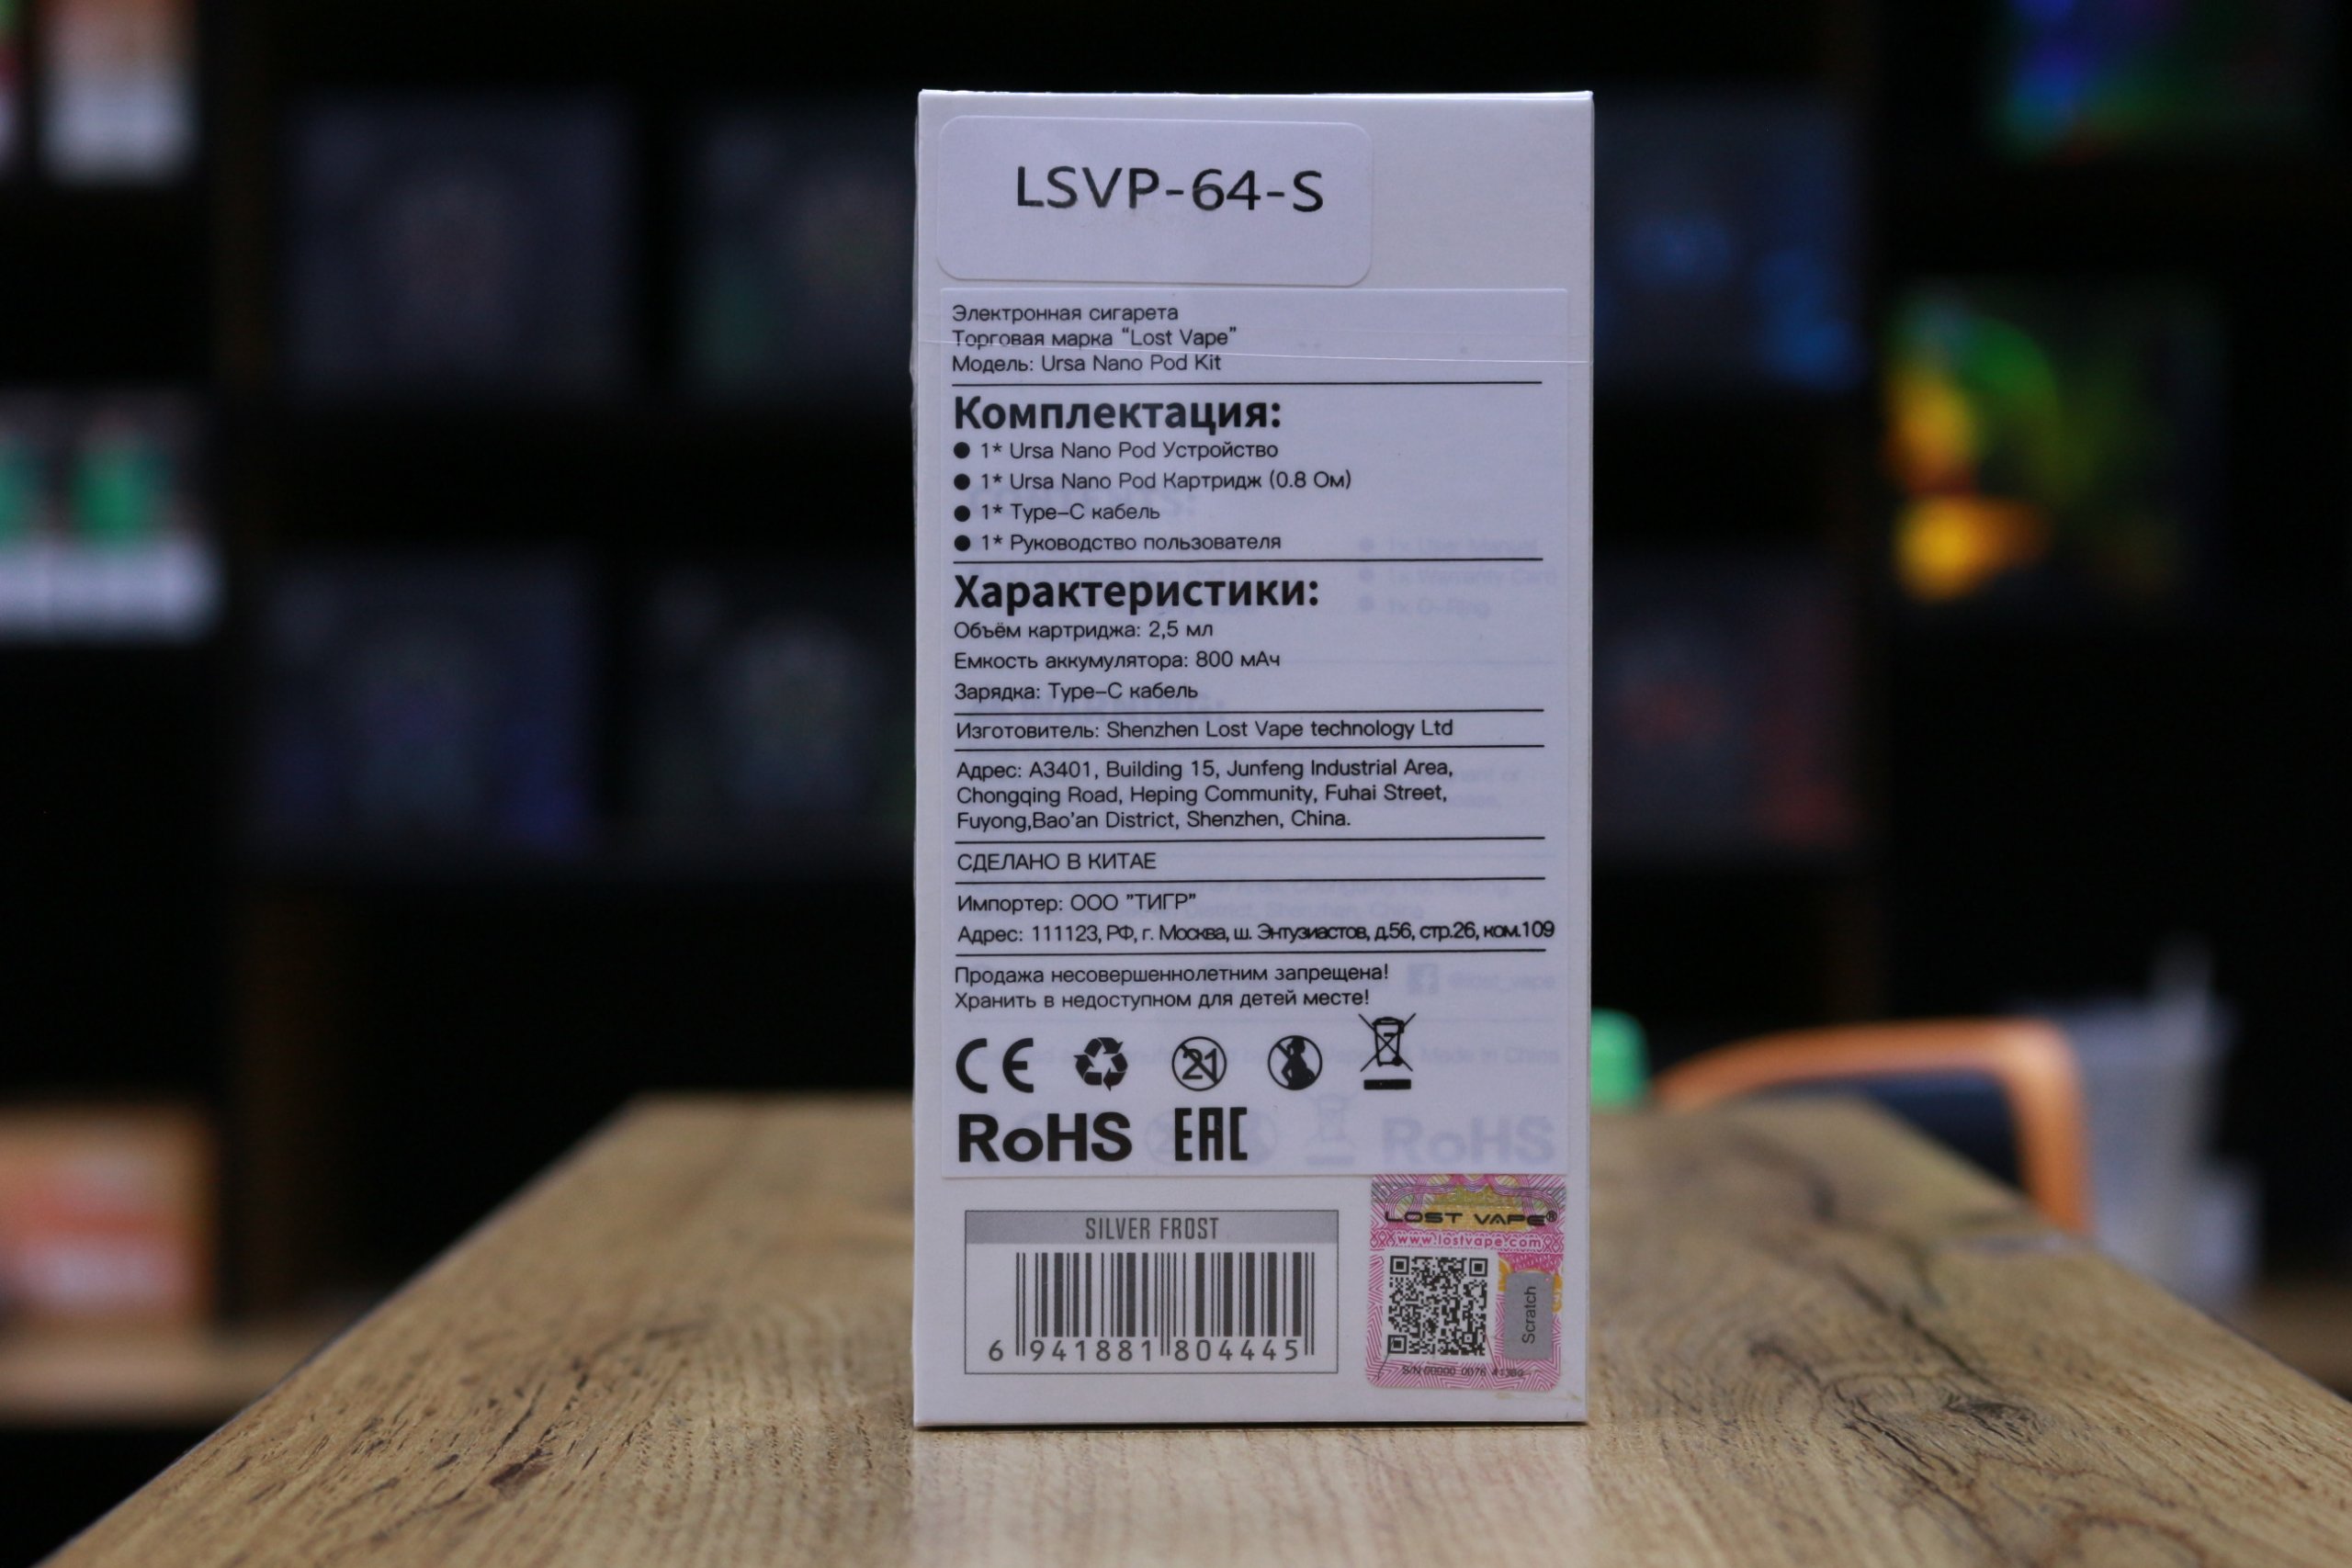 LSVP-64-S
Электронная сигарета
Торговая марка “Lost Vape”
Модель: Ursa Nano Pod Kit
Комплектация:
● 1* Ursa Nano Pod Устройство
● 1* Ursa Nano Pod Картридж (0.8 Ом)
● 1* Type-C кабель
● 1* Руководство пользователя
Характеристики:
Объём картриджа: 2,5 мл
Емкость аккумулятора: 800 мАч
Зарядка: Type-C кабель
Изготовитель: Shenzhen Lost Vape technology Ltd
Адрес: A3401, Building 15, Junfeng Industrial Area,
Chongqing Road, Heping Community, Fuhai Street,
Fuyong,Bao'an District, Shenzhen, China.
СДЕЛАНО В КИТАЕ
Импортер: ООО "ТИГР"
Адрес: 111123, РФ, г. Москва, ш. Энтузиастов, д.56, стр.26, ком.109
Продажа несовершеннолетним запрещена!
Хранить в недоступном для детей месте!
CE 21
RoHS EAC
SILVER FROST
6 941881 804445
LOST VAPE®
www.lostvape.com
Scratch